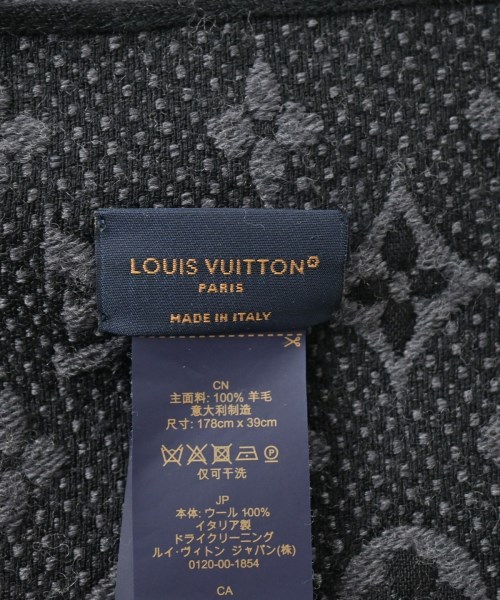 LOUIS VUITTON®
PARIS
MADE IN ITALY
CN
主面料: 100% 羊毛
意大利制造
尺寸: 178cm x 39cm
仅可干洗
JP
本体: ウール 100%
イタリア製
ドライクリーニング
ルイ･ヴィトン ジャパン(株)
0120-00-1854
CA